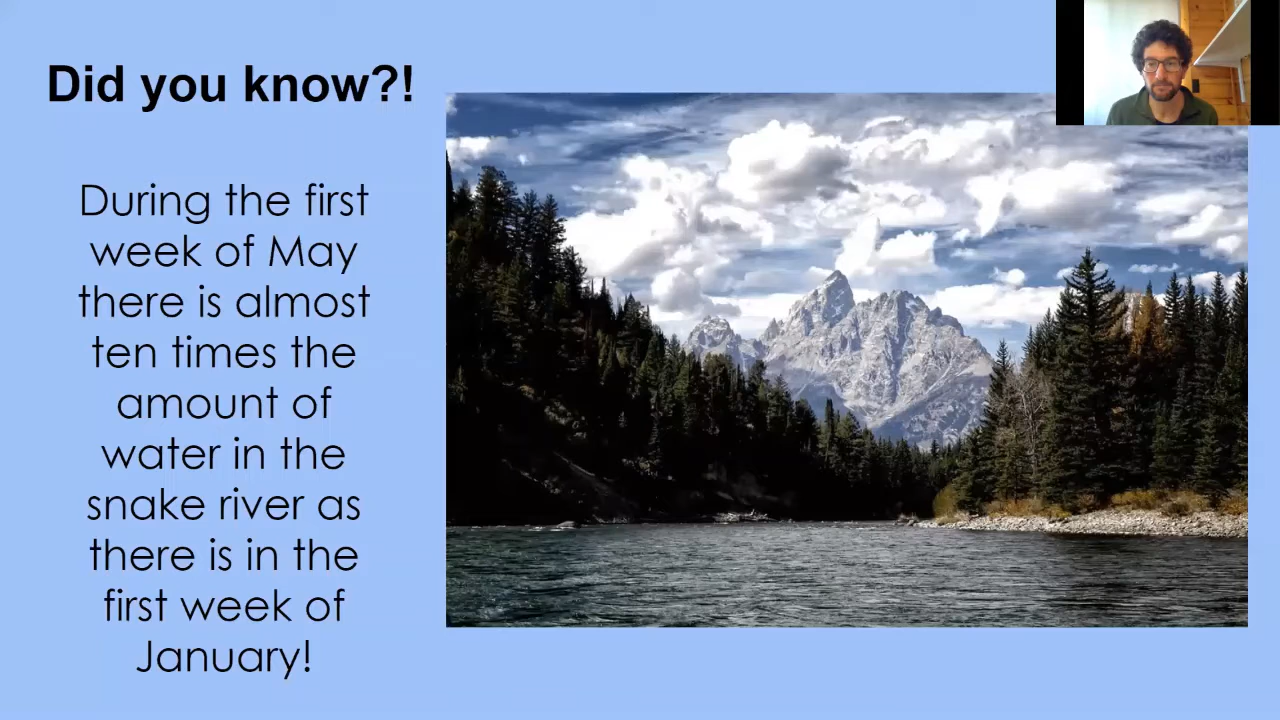 Did you know?!
During the first
week of May
there is almost
ten times the
amount of
water in the
snake river as
there is in the
first week of
January!